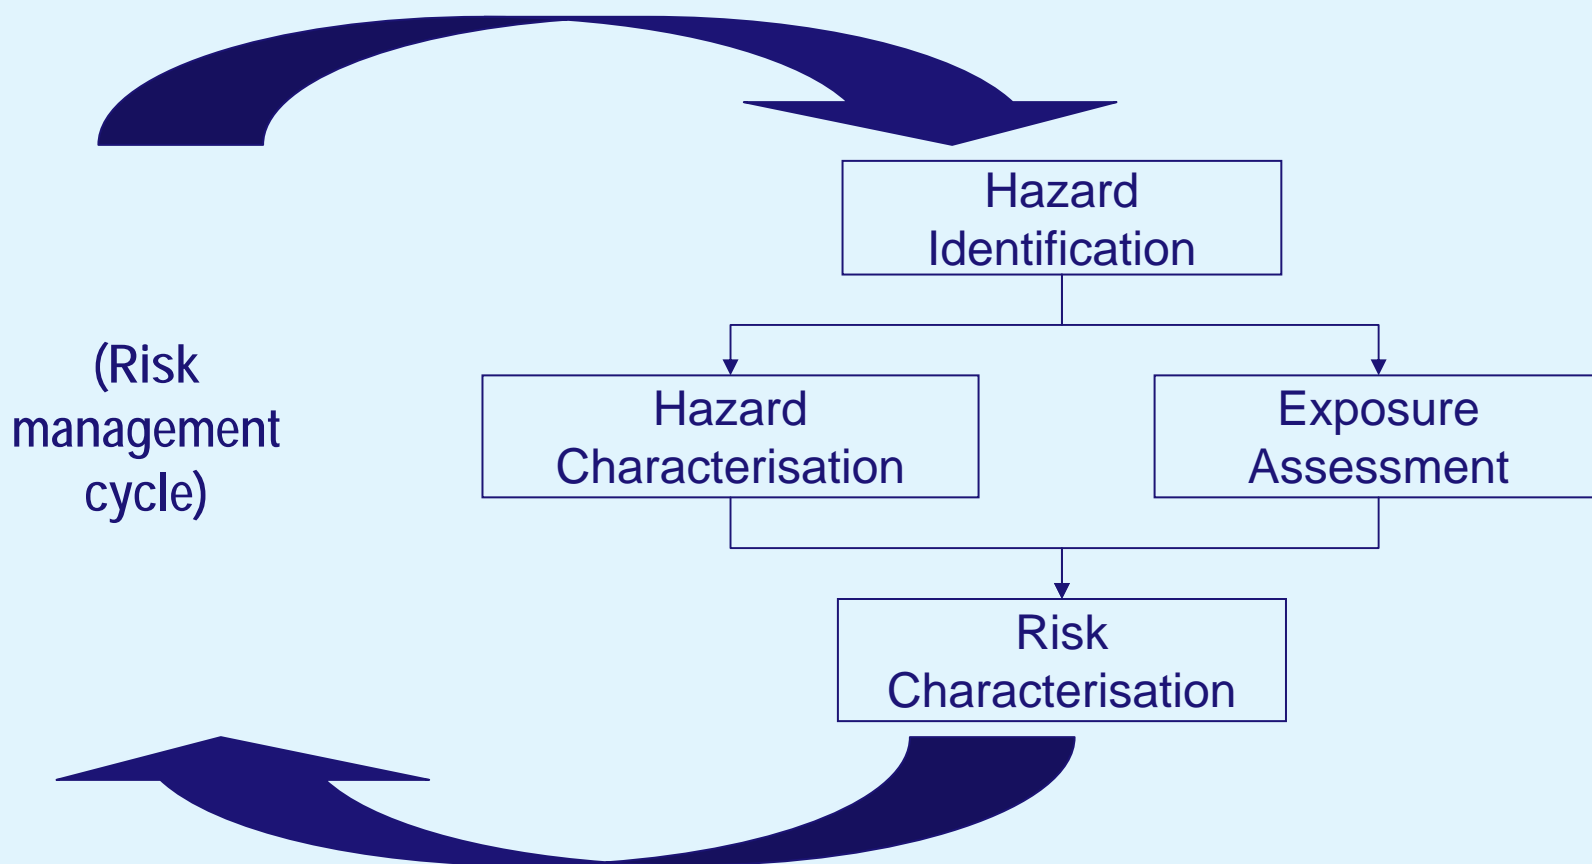 Hazard
Identification
(Risk
management
cycle)
Hazard
Characterisation
Exposure
Assessment
Risk
Characterisation